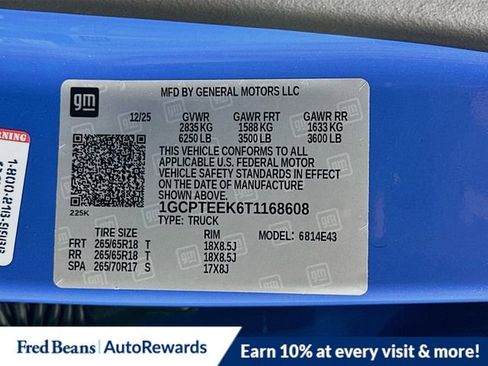 gm
MFD BY GENERAL MOTORS LLC
12/25 GVWR GAWR FRT GAWR RR
2835 KG 1588 KG 1633 KG
6250 LB 3500 LB 3600 LB
THIS VEHICLE CONFORMS TO ALL
APPLICABLE U.S. FEDERAL MOTOR
VEHICLE SAFETY STANDARDS IN EFFECT
ON THE DATE OF MANUFACTURE
SHOWN ABOVE.
225K
1GCPTEEK6T1168608
TYPE: TRUCK
TIRE SIZE RIM MODEL: 6814E43
FRT 265/65R18 T 18X8.5J
RR 265/65R18 T 18X8.5J
SPA 265/70R17 S 17X8J
WARNING
Fred Beans AutoRewards
Earn 10% at every visit & more!